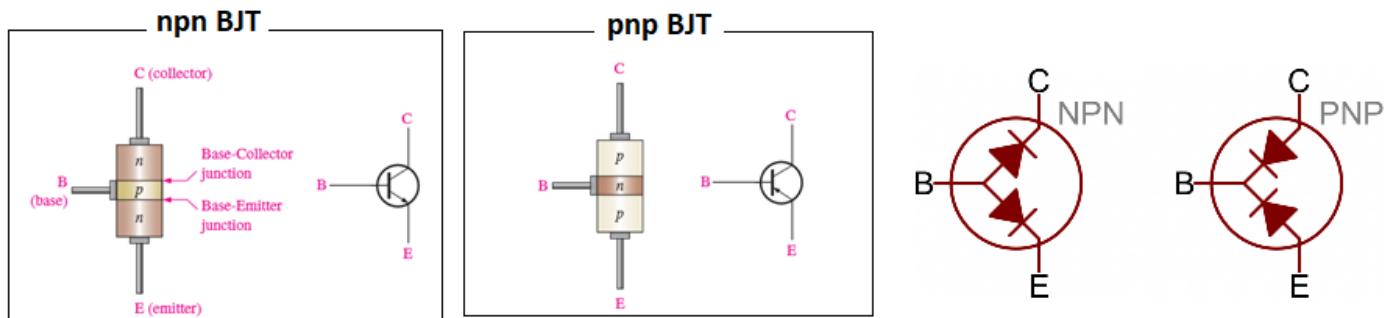 npn BJT
C (collector)
n
p
n
B
(base)
Base-Collector
junction
Base-Emitter
junction
E (emitter)
C
B
E
pnp BJT
C
p
n
p
B
E
C
B
E
C
NPN
B
E
C
PNP
B
E